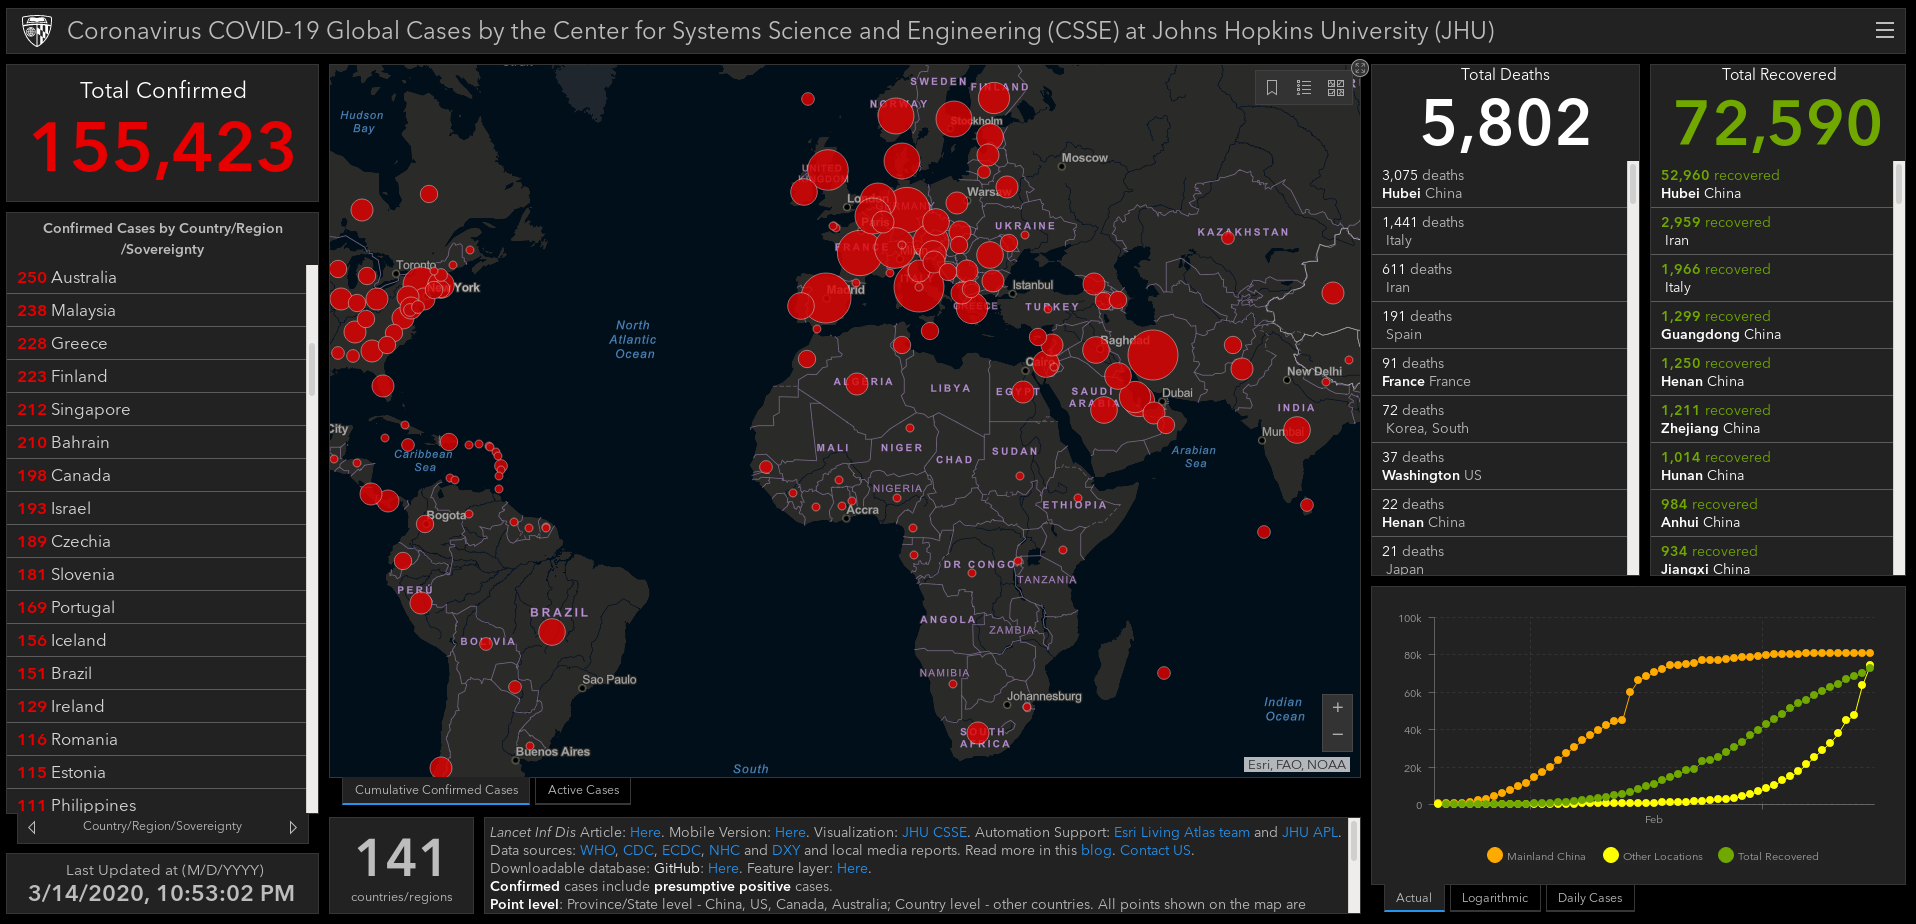 Coronavirus COVID-19 Global Cases by the Center for Systems Science and Engineering (CSSE) at Johns Hopkins University (JHU)
Total Confirmed
155,423
Confirmed Cases by Country/Region
/Sovereignty
250 Australia
238 Malaysia
228 Greece
223 Finland
212 Singapore
210 Bahrain
198 Canada
193 Israel
189 Czechia
181 Slovenia
169 Portugal
156 Iceland
151 Brazil
129 Ireland
116 Romania
115 Estonia
111 Philippines
Country/Region/Sovereignty
Last Updated at (M/D/YYYY)
3/14/2020, 10:53:02 PM
Hudson
Bay
SWEDEN
FINLAND
NORWAY
Stockholm
Moscow
UNITED
KINGDOM
Warsaw
Paris
UKRAINE
KAZAKHSTAN
FRANCE
Toronto
New York
Madrid
Istanbul
GREECE
TURKEY
North
Atlantic
Ocean
Baghdad
Cairo
New Delhi
ALGERIA
LIBYA
EGYPT
SAUDI
ARABIA
Dubai
INDIA
Mumbai
City
Caribbean
Sea
MALI
NIGER
CHAD
SUDAN
Arabian
Sea
NIGERIA
ETHIOPIA
Accra
Bogota
DR CONGO
TANZANIA
PERÚ
BRAZIL
ANGOLA
ZAMBIA
BOLIVIA
NAMIBIA
Sao Paulo
Johannesburg
Indian
Ocean
SOUTH
AFRICA
Buenos Aires
South
+
−
Esri, FAO, NOAA
Cumulative Confirmed Cases
Active Cases
141
countries/regions
Lancet Inf Dis Article: Here. Mobile Version: Here. Visualization: JHU CSSE. Automation Support: Esri Living Atlas team and JHU APL.
Data sources: WHO, CDC, ECDC, NHC and DXY and local media reports. Read more in this blog. Contact US.
Downloadable database: GitHub: Here. Feature layer: Here.
Confirmed cases include presumptive positive cases.
Point level: Province/State level - China, US, Canada, Australia; Country level - other countries. All points shown on the map are
Total Deaths
5,802
3,075 deaths
Hubei China
1,441 deaths
Italy
611 deaths
Iran
191 deaths
Spain
91 deaths
France France
72 deaths
Korea, South
37 deaths
Washington US
22 deaths
Henan China
21 deaths
Japan
Total Recovered
72,590
52,960 recovered
Hubei China
2,959 recovered
Iran
1,966 recovered
Italy
1,299 recovered
Guangdong China
1,250 recovered
Henan China
1,211 recovered
Zhejiang China
1,014 recovered
Hunan China
984 recovered
Anhui China
934 recovered
Jiangxi China
100k
80k
60k
40k
20k
0
Feb
Mainland China
Other Locations
Total Recovered
Actual
Logarithmic
Daily Cases